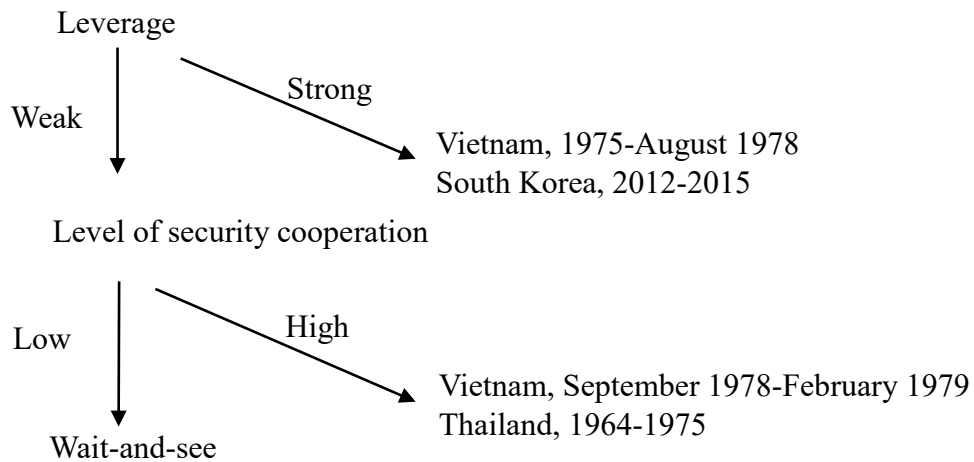 Leverage
Strong
Weak
Vietnam, 1975-August 1978
South Korea, 2012-2015
Level of security cooperation
High
Low
Vietnam, September 1978-February 1979
Thailand, 1964-1975
Wait-and-see